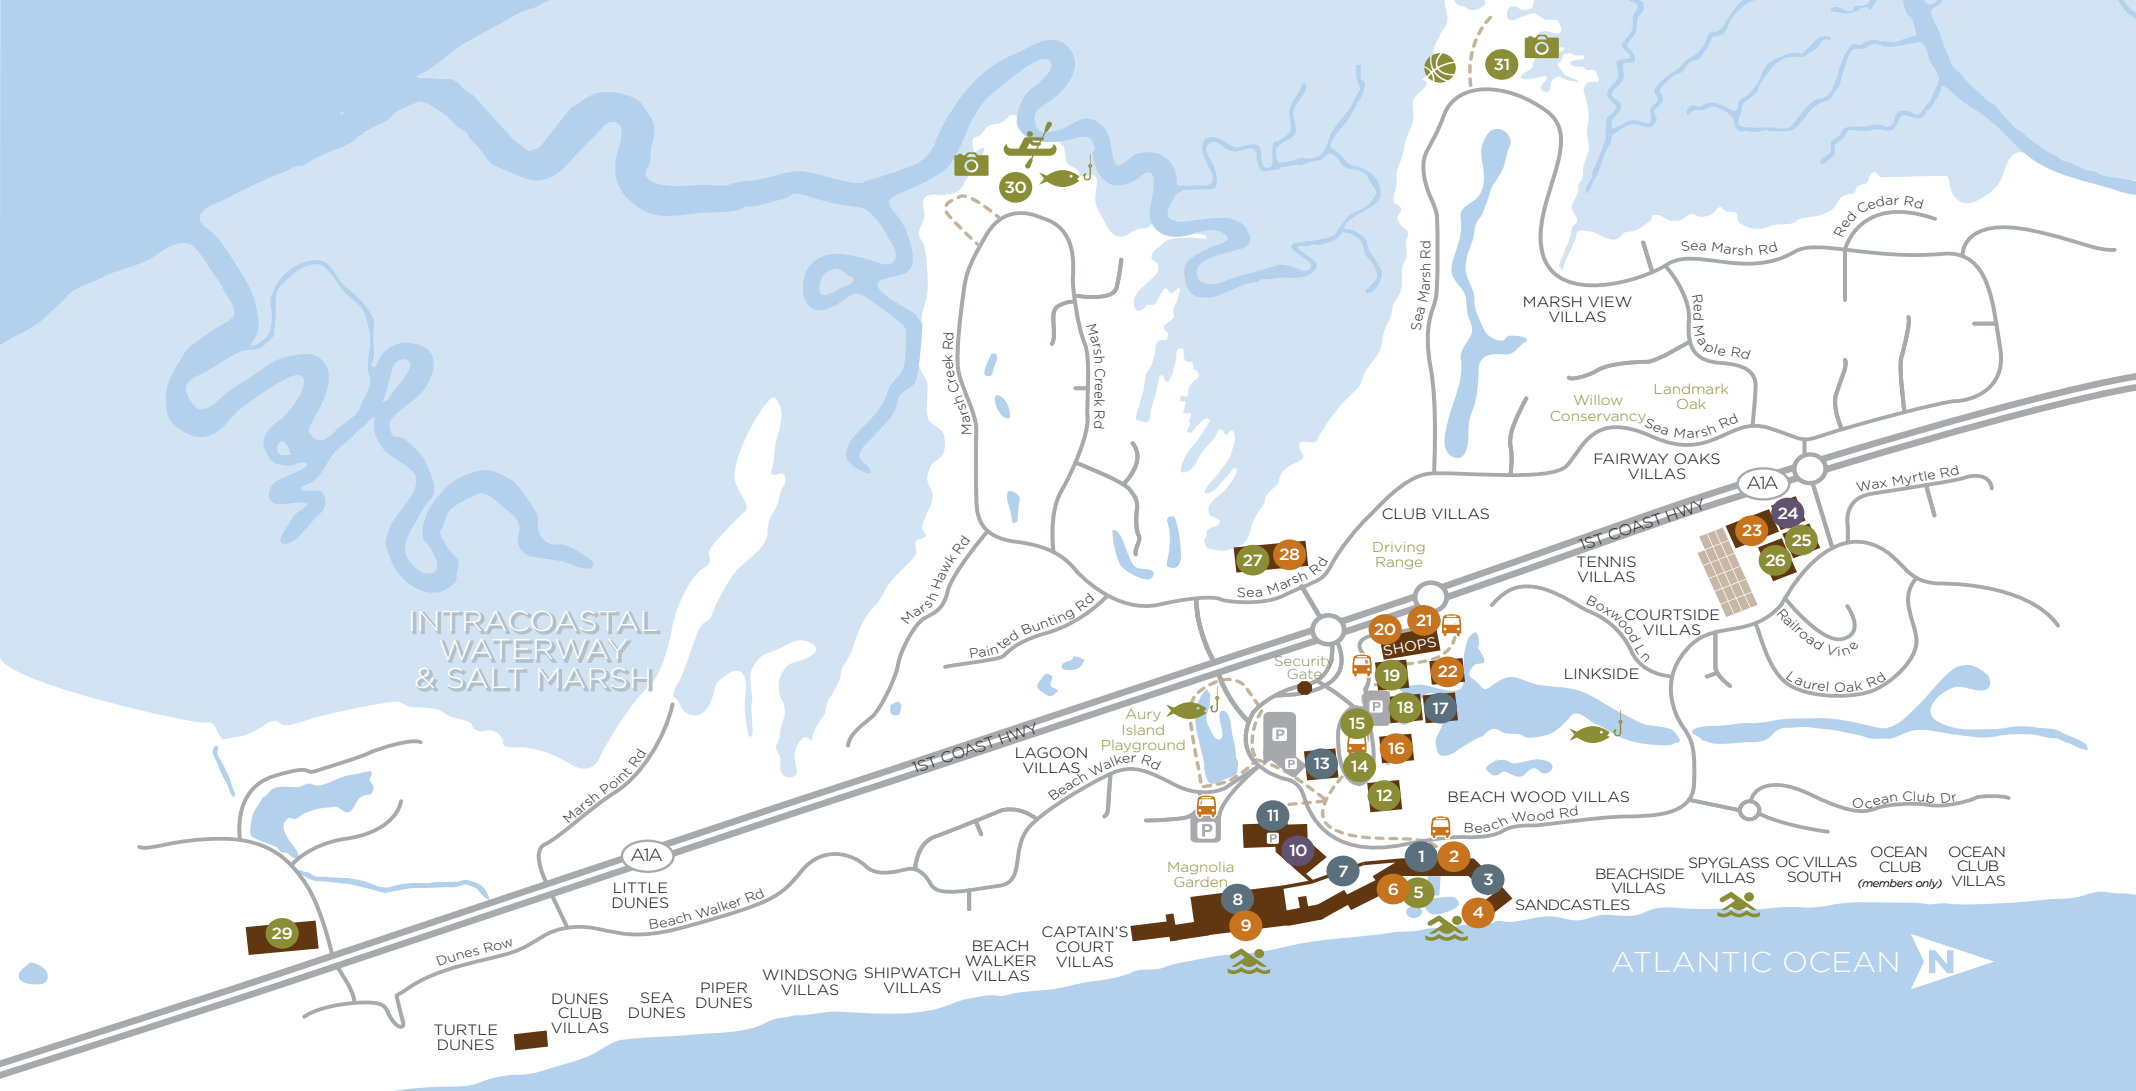 31
30
Red Cedar Rd
Sea Marsh Rd
Sea Marsh Rd
MARSH VIEW
VILLAS
Red Maple Rd
Marsh Creek Rd
Marsh Creek Rd
Landmark
Oak
Willow
Conservancy
Sea Marsh Rd
FAIRWAY OAKS
VILLAS
A1A
Wax Myrtle Rd
CLUB VILLAS
1ST COAST HWY
24
23
25
26
Driving
Range
27
28
Sea Marsh Rd
TENNIS
VILLAS
Marsh Hawk Rd
Painted Bunting Rd
Boxwood Ln
COURTSIDE
VILLAS
Railroad Vine
Laurel Oak Rd
INTRACOASTAL
WATERWAY
& SALT MARSH
20
21
SHOPS
Security
Gate
19
22
LINKSIDE
18
17
P
15
16
14
13
12
P
P
Aury
Island
Playground
1ST COAST HWY
LAGOON
VILLAS
Beach Walker Rd
Marsh Point Rd
P
11
P
10
BEACH WOOD VILLAS
Beach Wood Rd
Ocean Club Dr
A1A
LITTLE
DUNES
Beach Walker Rd
Magnolia
Garden
1
2
3
7
6
5
4
8
9
SANDCASTLES
BEACHSIDE
VILLAS
SPYGLASS
VILLAS
OC VILLAS
SOUTH
OCEAN
CLUB
(members only)
OCEAN
CLUB
VILLAS
29
Dunes Row
CAPTAIN'S
COURT
VILLAS
BEACH
WALKER
VILLAS
SHIPWATCH
VILLAS
WINDSONG
VILLAS
PIPER
DUNES
SEA
DUNES
DUNES
CLUB
VILLAS
TURTLE
DUNES
ATLANTIC OCEAN
N